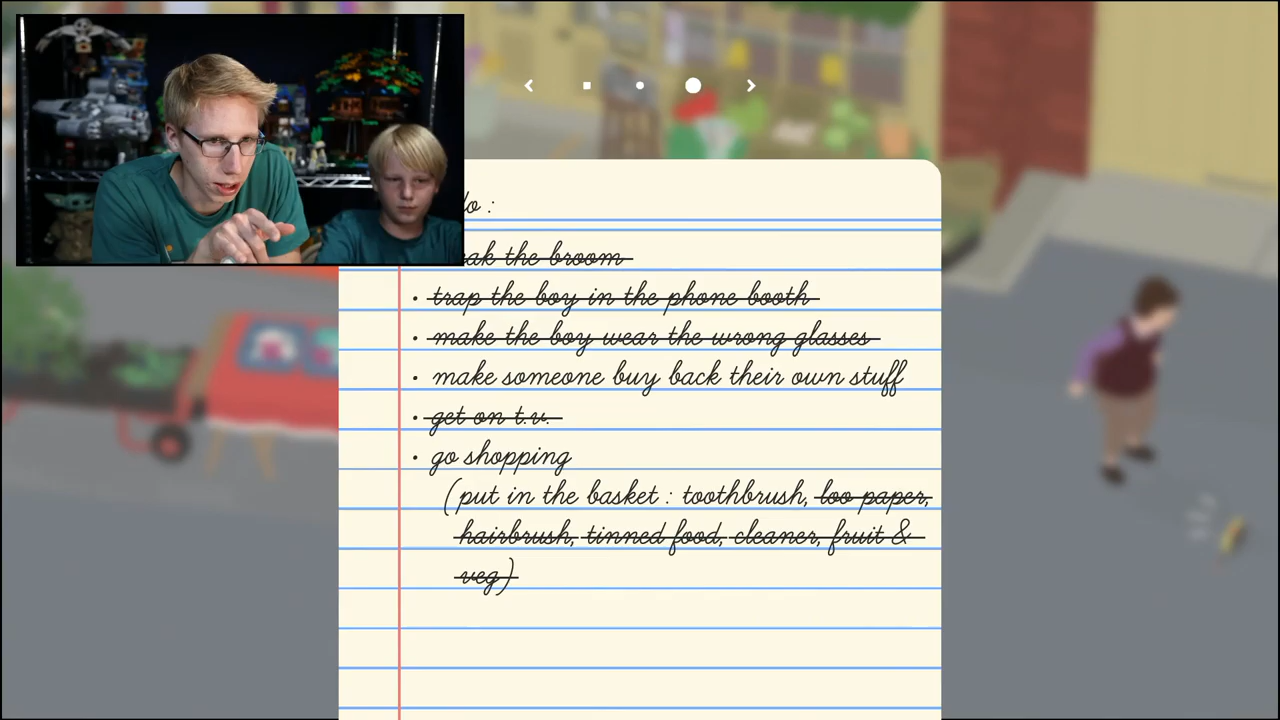 do :
eak the broom
• trap the boy in the phone booth
• make the boy wear the wrong glasses
• make someone buy back their own stuff
• get on t.v.
• go shopping
(put in the basket : toothbrush, loo paper,
hairbrush, tinned food, cleaner, fruit &
veg)